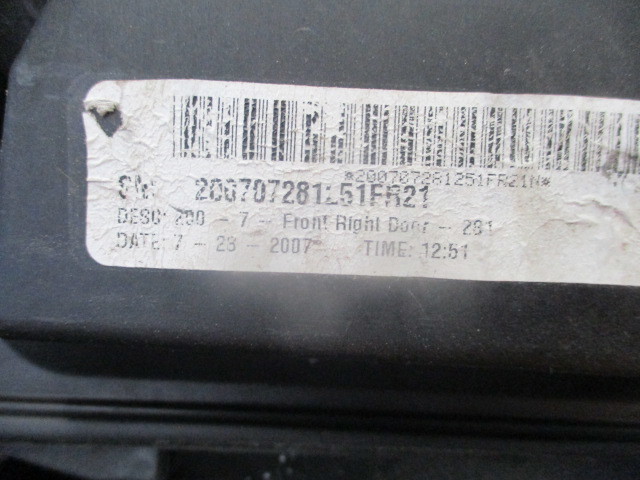 *200707281251FR21N*
S/N: 200707281251FR21
DESC: 200 - 7 - Front Right Door - 281
DATE: 7 - 28 - 2007 TIME: 12:51